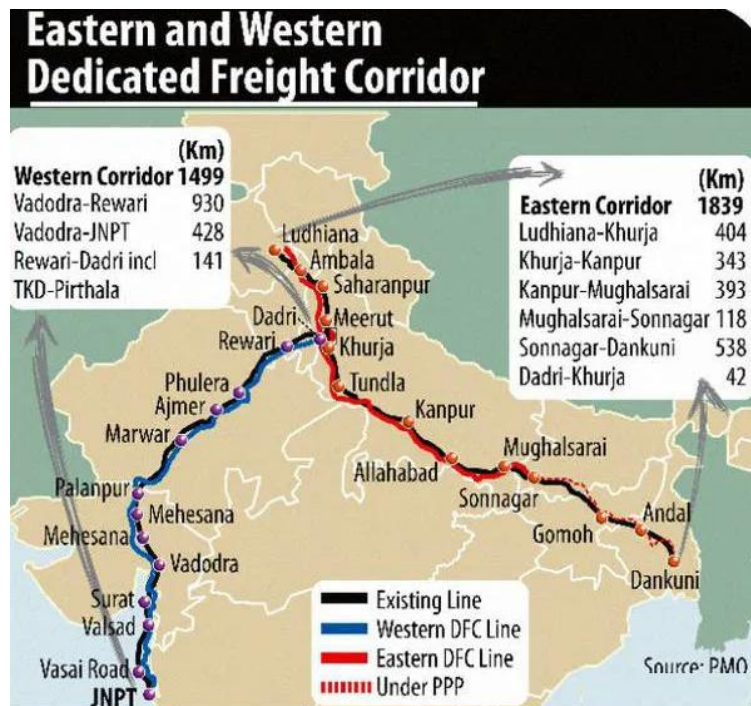 Eastern and Western
Dedicated Freight Corridor
(Km)
Western Corridor 1499
Vadodra-Rewari 930
Vadodra-JNPT 428
Rewari-Dadri incl 141
TKD-Pirthala
(Km)
Eastern Corridor 1839
Ludhiana-Khurja 404
Khurja-Kanpur 343
Kanpur-Mughalsarai 393
Mughalsarai-Sonnagar 118
Sonnagar-Dankuni 538
Dadri-Khurja 42
Ludhiana
Ambala
Saharanpur
Meerut
Dadri
Rewari
Khurja
Tundla
Phulera
Ajmer
Kanpur
Marwar
Allahabad
Mughalsarai
Sonnagar
Palanpur
Mehesana
Mehesana
Gomoh
Andal
Vadodra
Dankuni
Surat
Valsad
Vasai Road
JNPT
Existing Line
Western DFC Line
Eastern DFC Line
Under PPP
Source: PMO